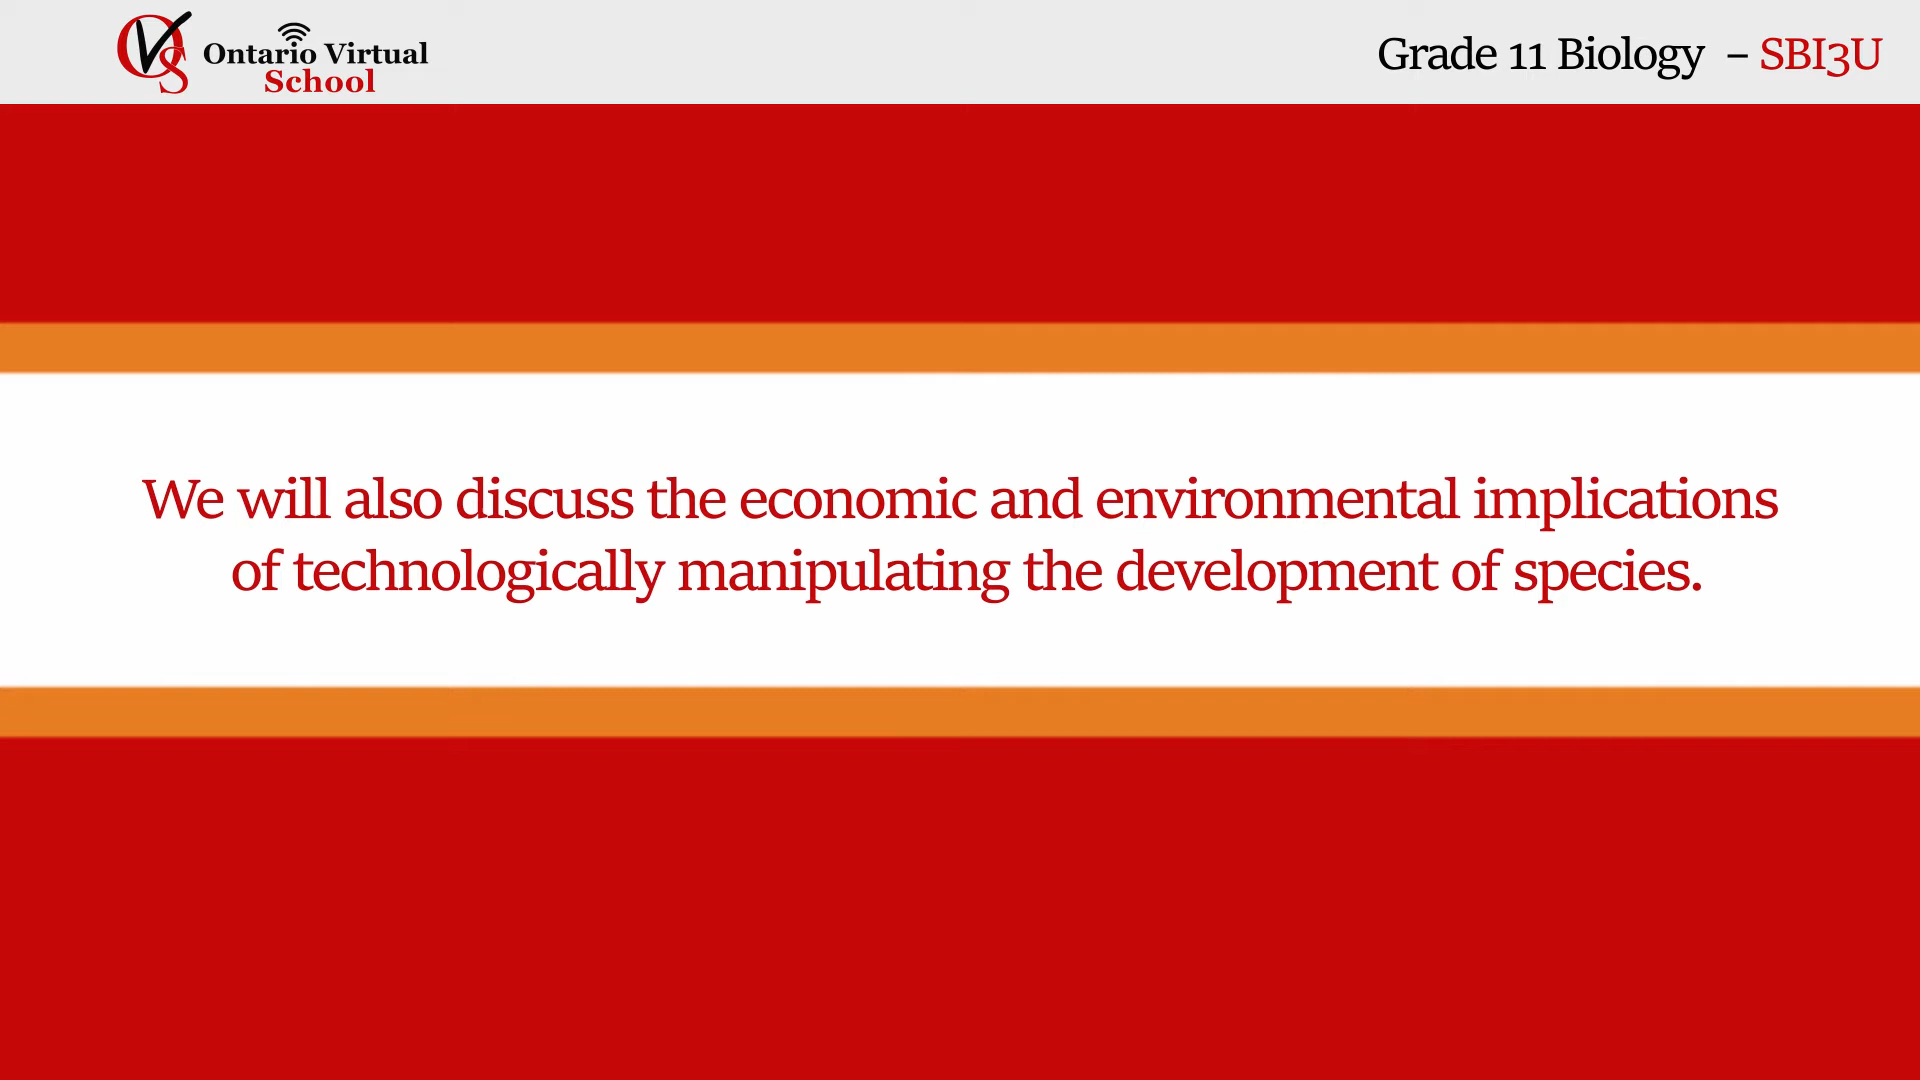 OVS
Ontario Virtual
School
Grade 11 Biology – SBI3U
We will also discuss the economic and environmental implications
of technologically manipulating the development of species.